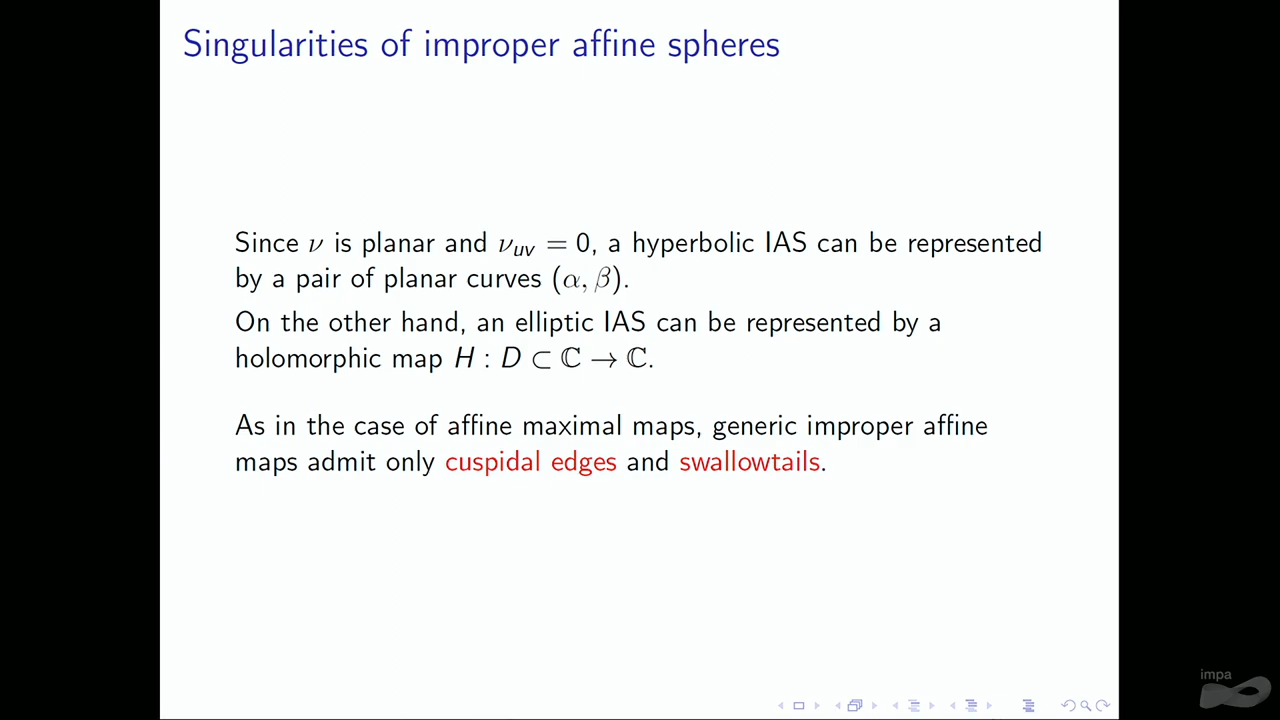 Singularities of improper affine spheres
Since ν is planar and ν_{uv} = 0, a hyperbolic IAS can be represented
by a pair of planar curves (α, β).
On the other hand, an elliptic IAS can be represented by a
holomorphic map H : D ⊂ ℂ → ℂ.
As in the case of affine maximal maps, generic improper affine
maps admit only cuspidal edges and swallowtails.
impa